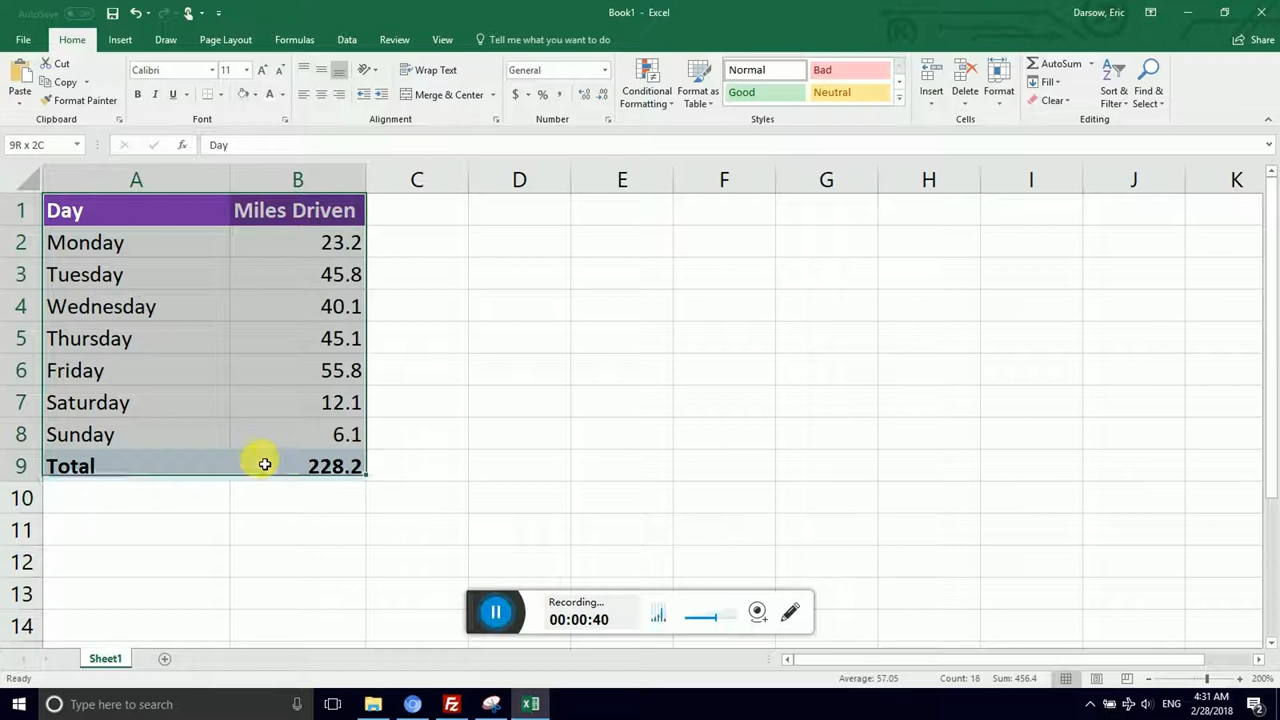 AutoSave Off
Book1 - Excel
Darsow, Eric
File Home Insert Draw Page Layout Formulas Data Review View Tell me what you want to do Share
Paste
Cut
Copy
Format Painter
Clipboard
Calibri 11
B I U
Font
Wrap Text
Merge & Center
Alignment
General
$ % ,
Number
Conditional
Formatting
Format as
Table
Normal Bad
Good Neutral
Styles
Insert Delete Format
Cells
AutoSum
Fill
Clear
Sort &
Filter
Find &
Select
Editing
9R x 2C fx Day
A B C D E F G H I J K
1 Day Miles Driven
2 Monday 23.2
3 Tuesday 45.8
4 Wednesday 40.1
5 Thursday 45.1
6 Friday 55.8
7 Saturday 12.1
8 Sunday 6.1
9 Total 228.2
10
11
12
13
14
Recording...
00:00:40
Sheet1
Ready Average: 57.05 Count: 18 Sum: 456.4 200%
Type here to search
ENG
4:31 AM
2/28/2018
2